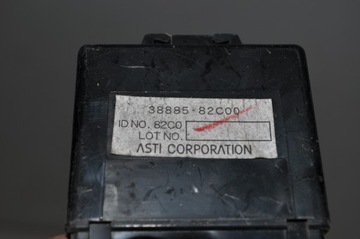 38885-82C00
ID NO. 82C0
LOT NO.
ASTI CORPORATION